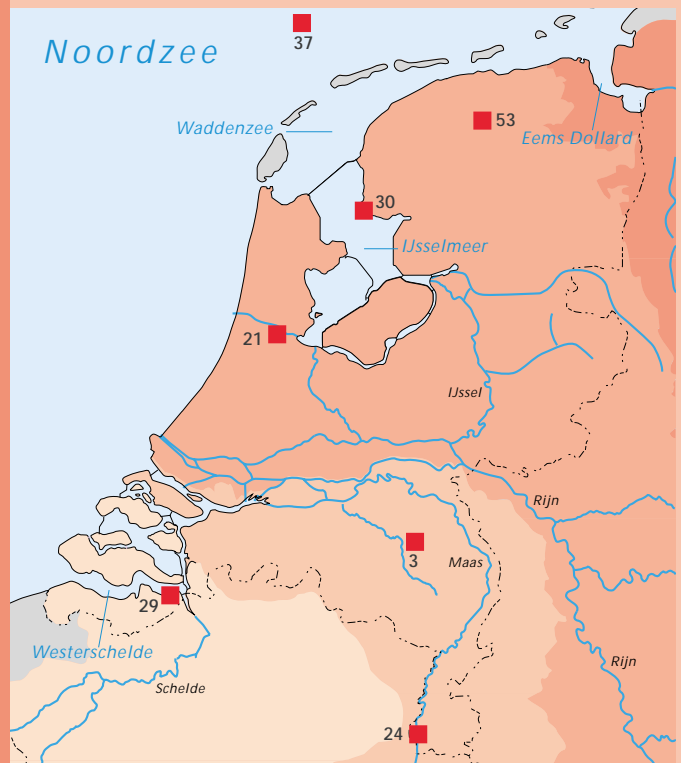 37
Noordzee
53
Waddenzee
Eems Dollard
30
IJsselmeer
21
IJssel
Rijn
3
Maas
29
Westerschelde
Rijn
Schelde
24